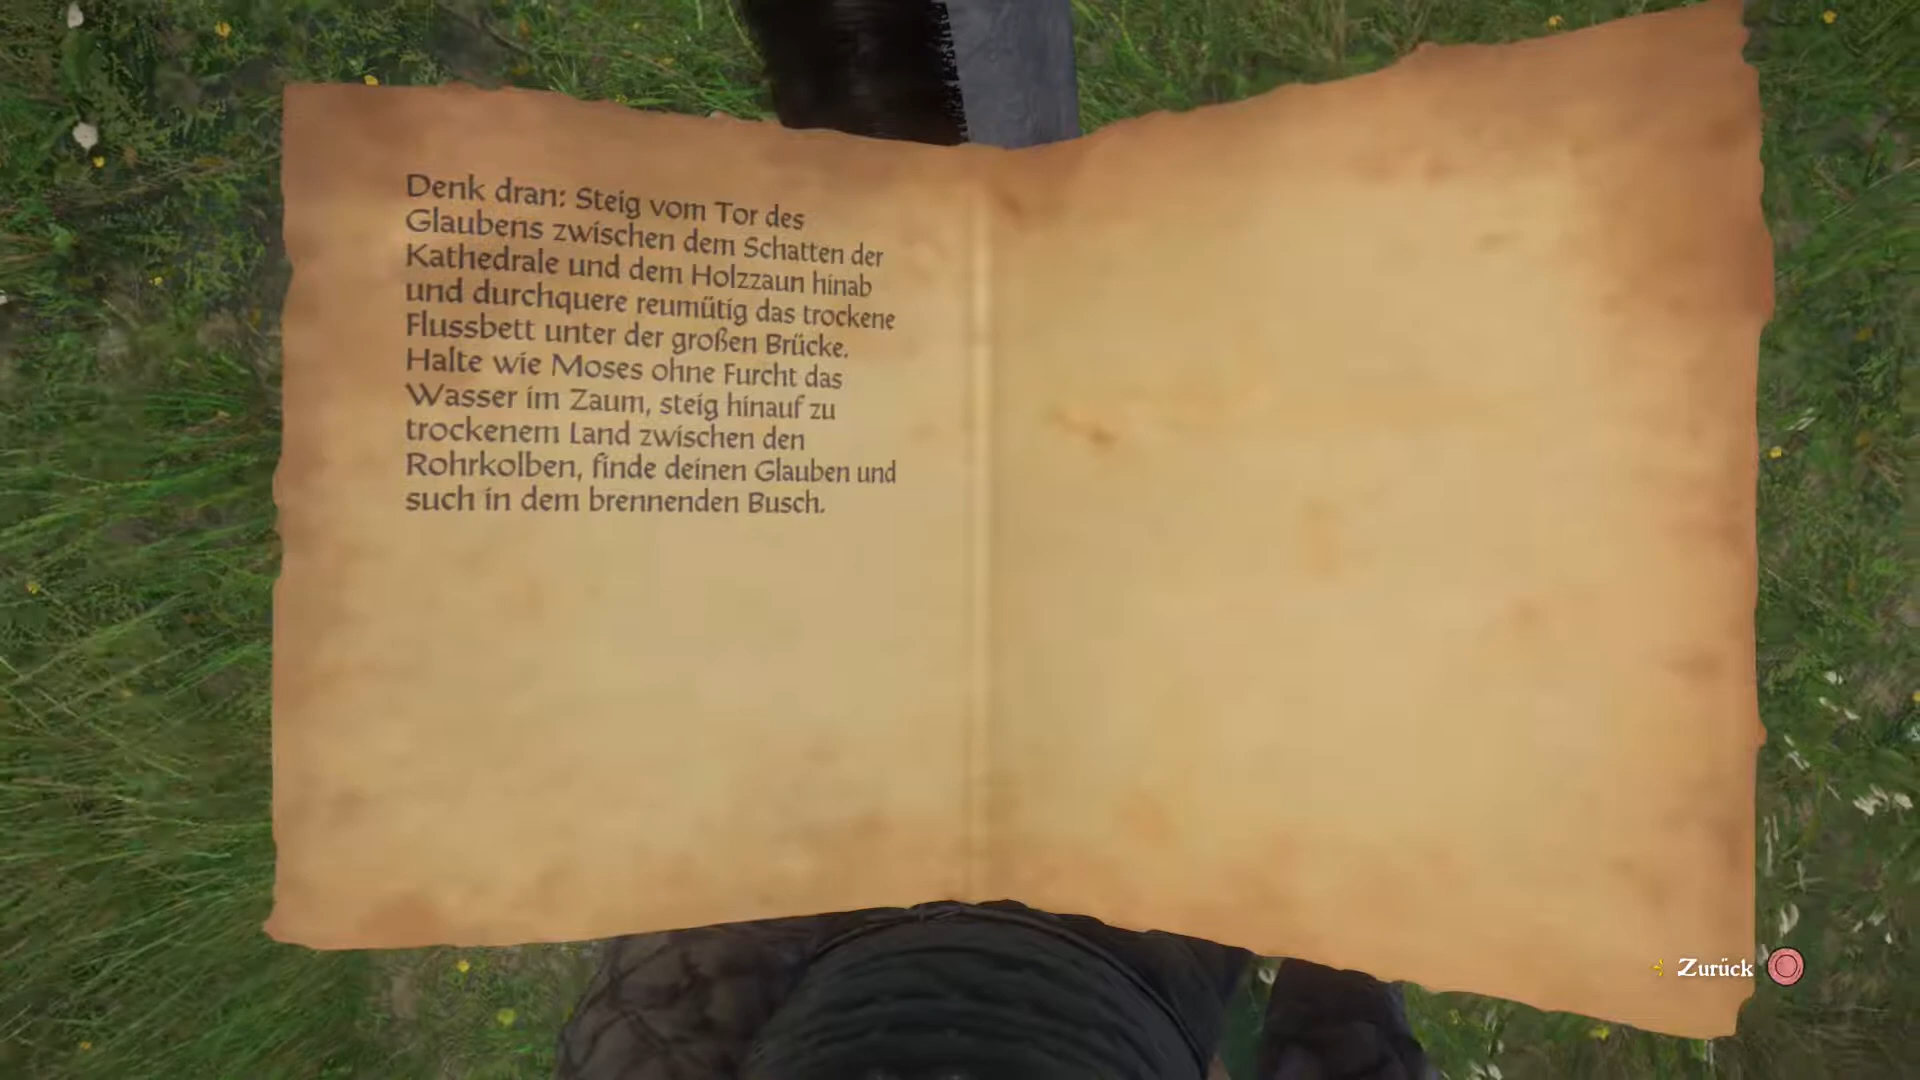 Denk dran: Steig vom Tor des
Glaubens zwischen dem Schatten der
Kathedrale und dem Holzzaun hinab
und durchquere reumütig das trockene
Flussbett unter der großen Brücke.
Halte wie Moses ohne Furcht das
Wasser im Zaum, steig hinauf zu
trockenem Land zwischen den
Rohrkolben, finde deinen Glauben und
such in dem brennenden Busch.
Zurück